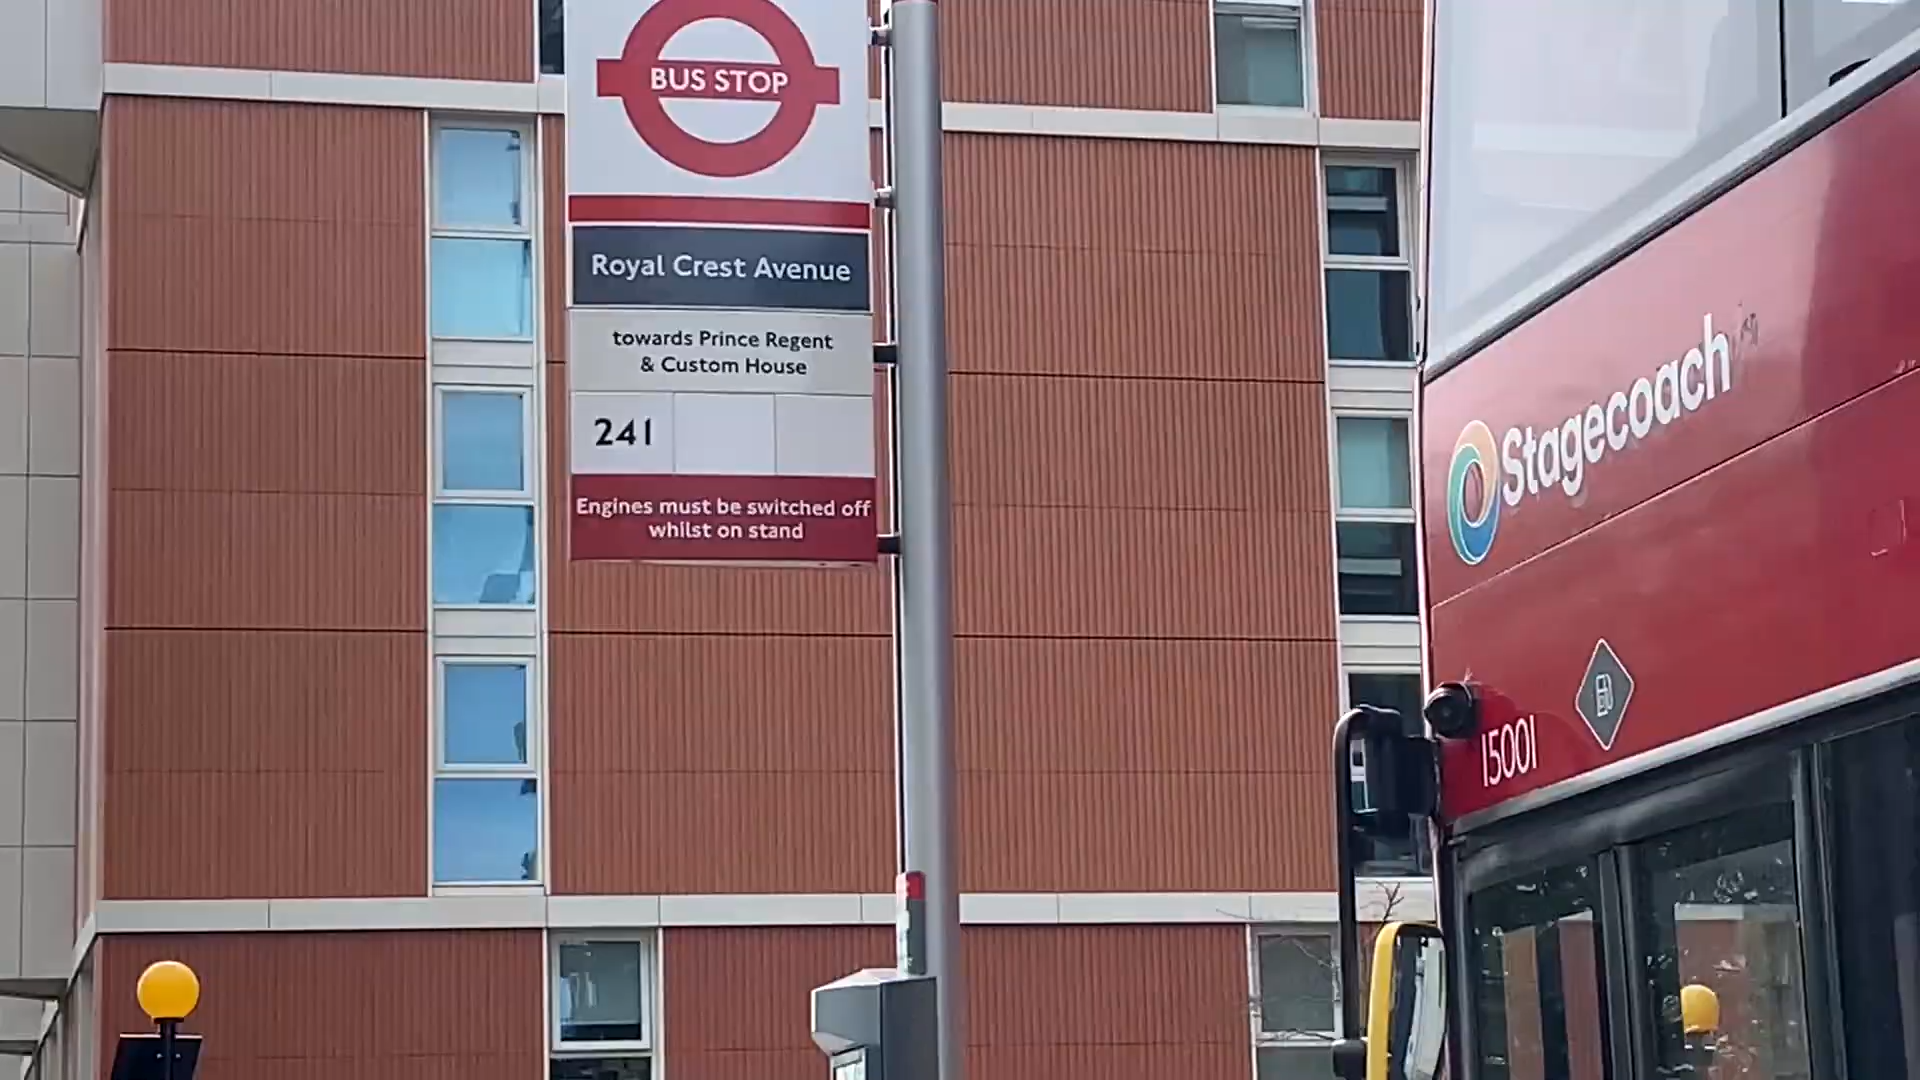 BUS STOP
Royal Crest Avenue
towards Prince Regent
& Custom House
241
Engines must be switched off
whilst on stand
Stagecoach
15001